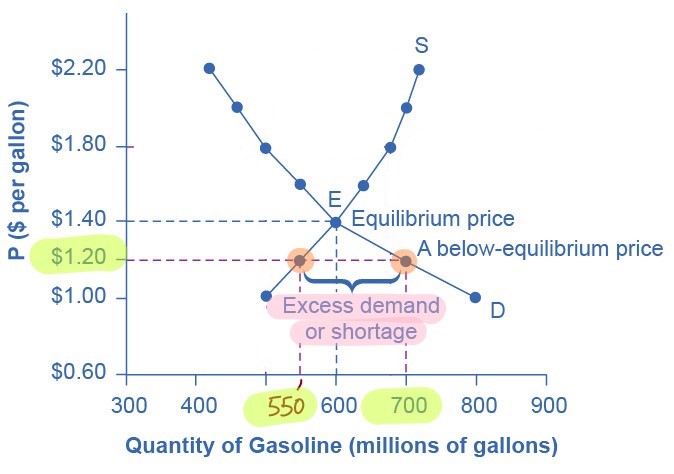 S
$2.20
$1.80
E
$1.40
Equilibrium price
$1.20
A below-equilibrium price
$1.00
Excess demand
or shortage
D
$0.60
P ($ per gallon)
300 400 550 600 700 800 900
Quantity of Gasoline (millions of gallons)